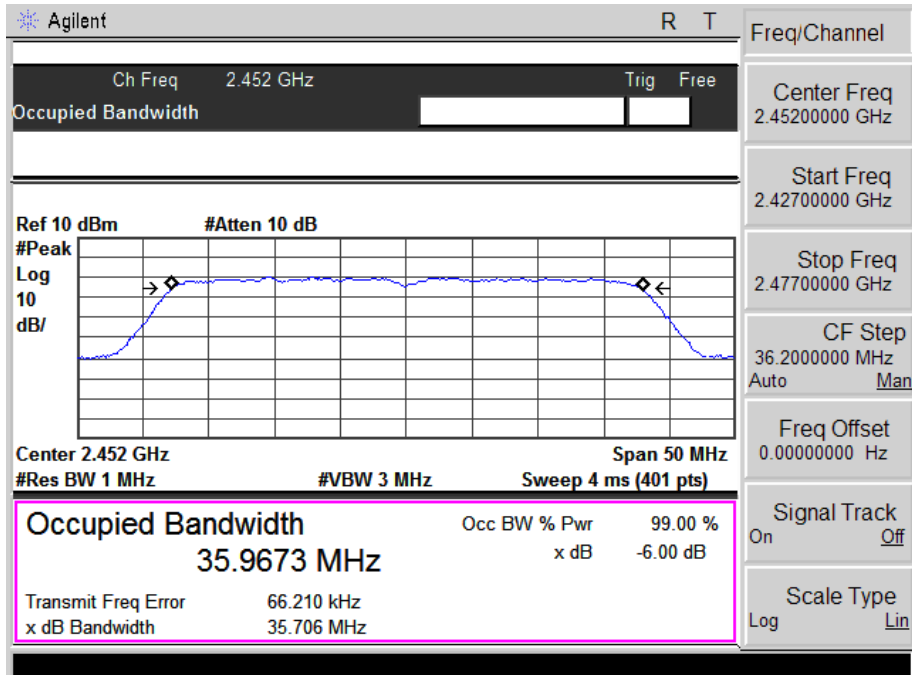 Agilent R T
Ch Freq 2.452 GHz Trig Free
Occupied Bandwidth
Ref 10 dBm #Atten 10 dB
#Peak
Log
10
dB/
Center 2.452 GHz Span 50 MHz
#Res BW 1 MHz #VBW 3 MHz Sweep 4 ms (401 pts)
Occupied Bandwidth Occ BW % Pwr 99.00 %
35.9673 MHz x dB -6.00 dB
Transmit Freq Error 66.210 kHz
x dB Bandwidth 35.706 MHz
Freq/Channel
Center Freq
2.45200000 GHz
Start Freq
2.42700000 GHz
Stop Freq
2.47700000 GHz
CF Step
36.2000000 MHz
Auto Man
Freq Offset
0.00000000 Hz
Signal Track
On Off
Scale Type
Log Lin